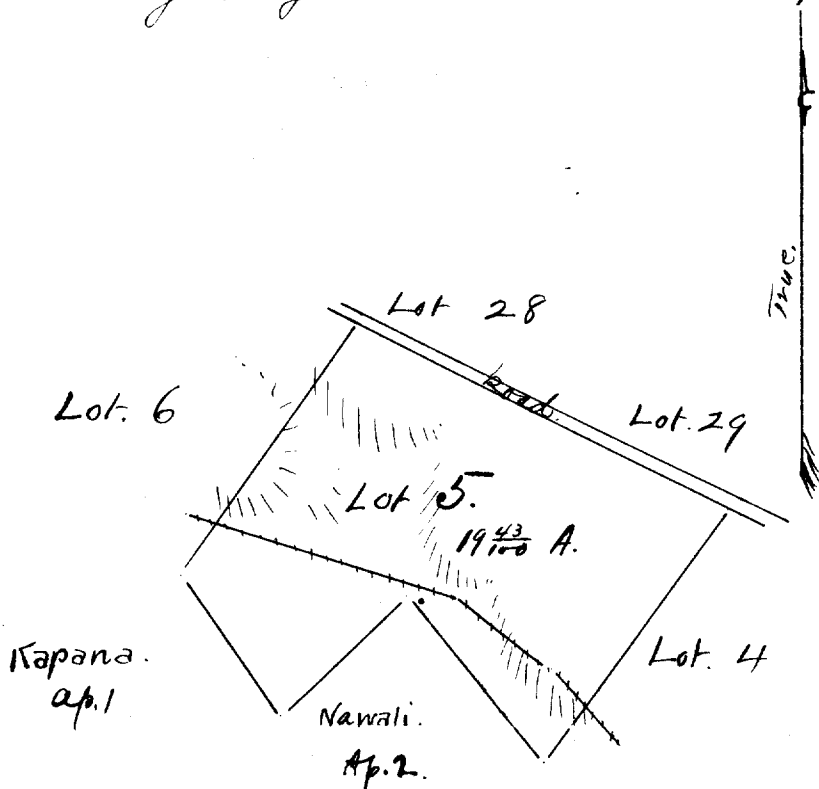 True.
Lot 28
Road.
Lot. 29
Lot. 6
Lot 5.
19 43/100 A.
Lot. 4
Kapana.
ap.1
Nawali.
Ap.2.